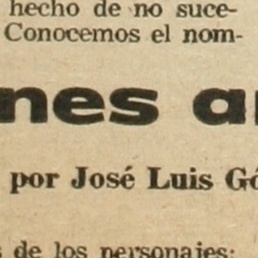 hecho de no suce-
Conocemos el nom-
nes a
por José Luis Gó
de los personajes: